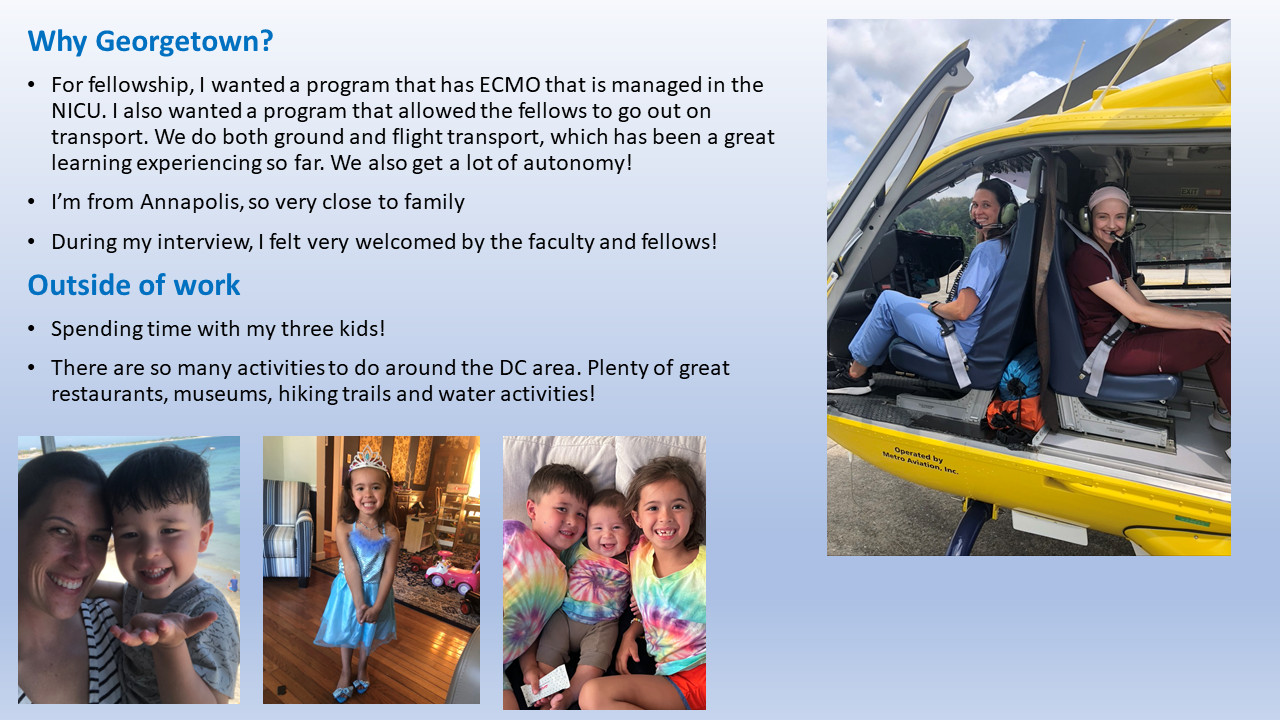 Why Georgetown?
• For fellowship, I wanted a program that has ECMO that is managed in the
NICU. I also wanted a program that allowed the fellows to go out on
transport. We do both ground and flight transport, which has been a great
learning experiencing so far. We also get a lot of autonomy!
• I’m from Annapolis, so very close to family
• During my interview, I felt very welcomed by the faculty and fellows!
Outside of work
• Spending time with my three kids!
• There are so many activities to do around the DC area. Plenty of great
restaurants, museums, hiking trails and water activities!
EXIT
Operated by
Metro Aviation, Inc.